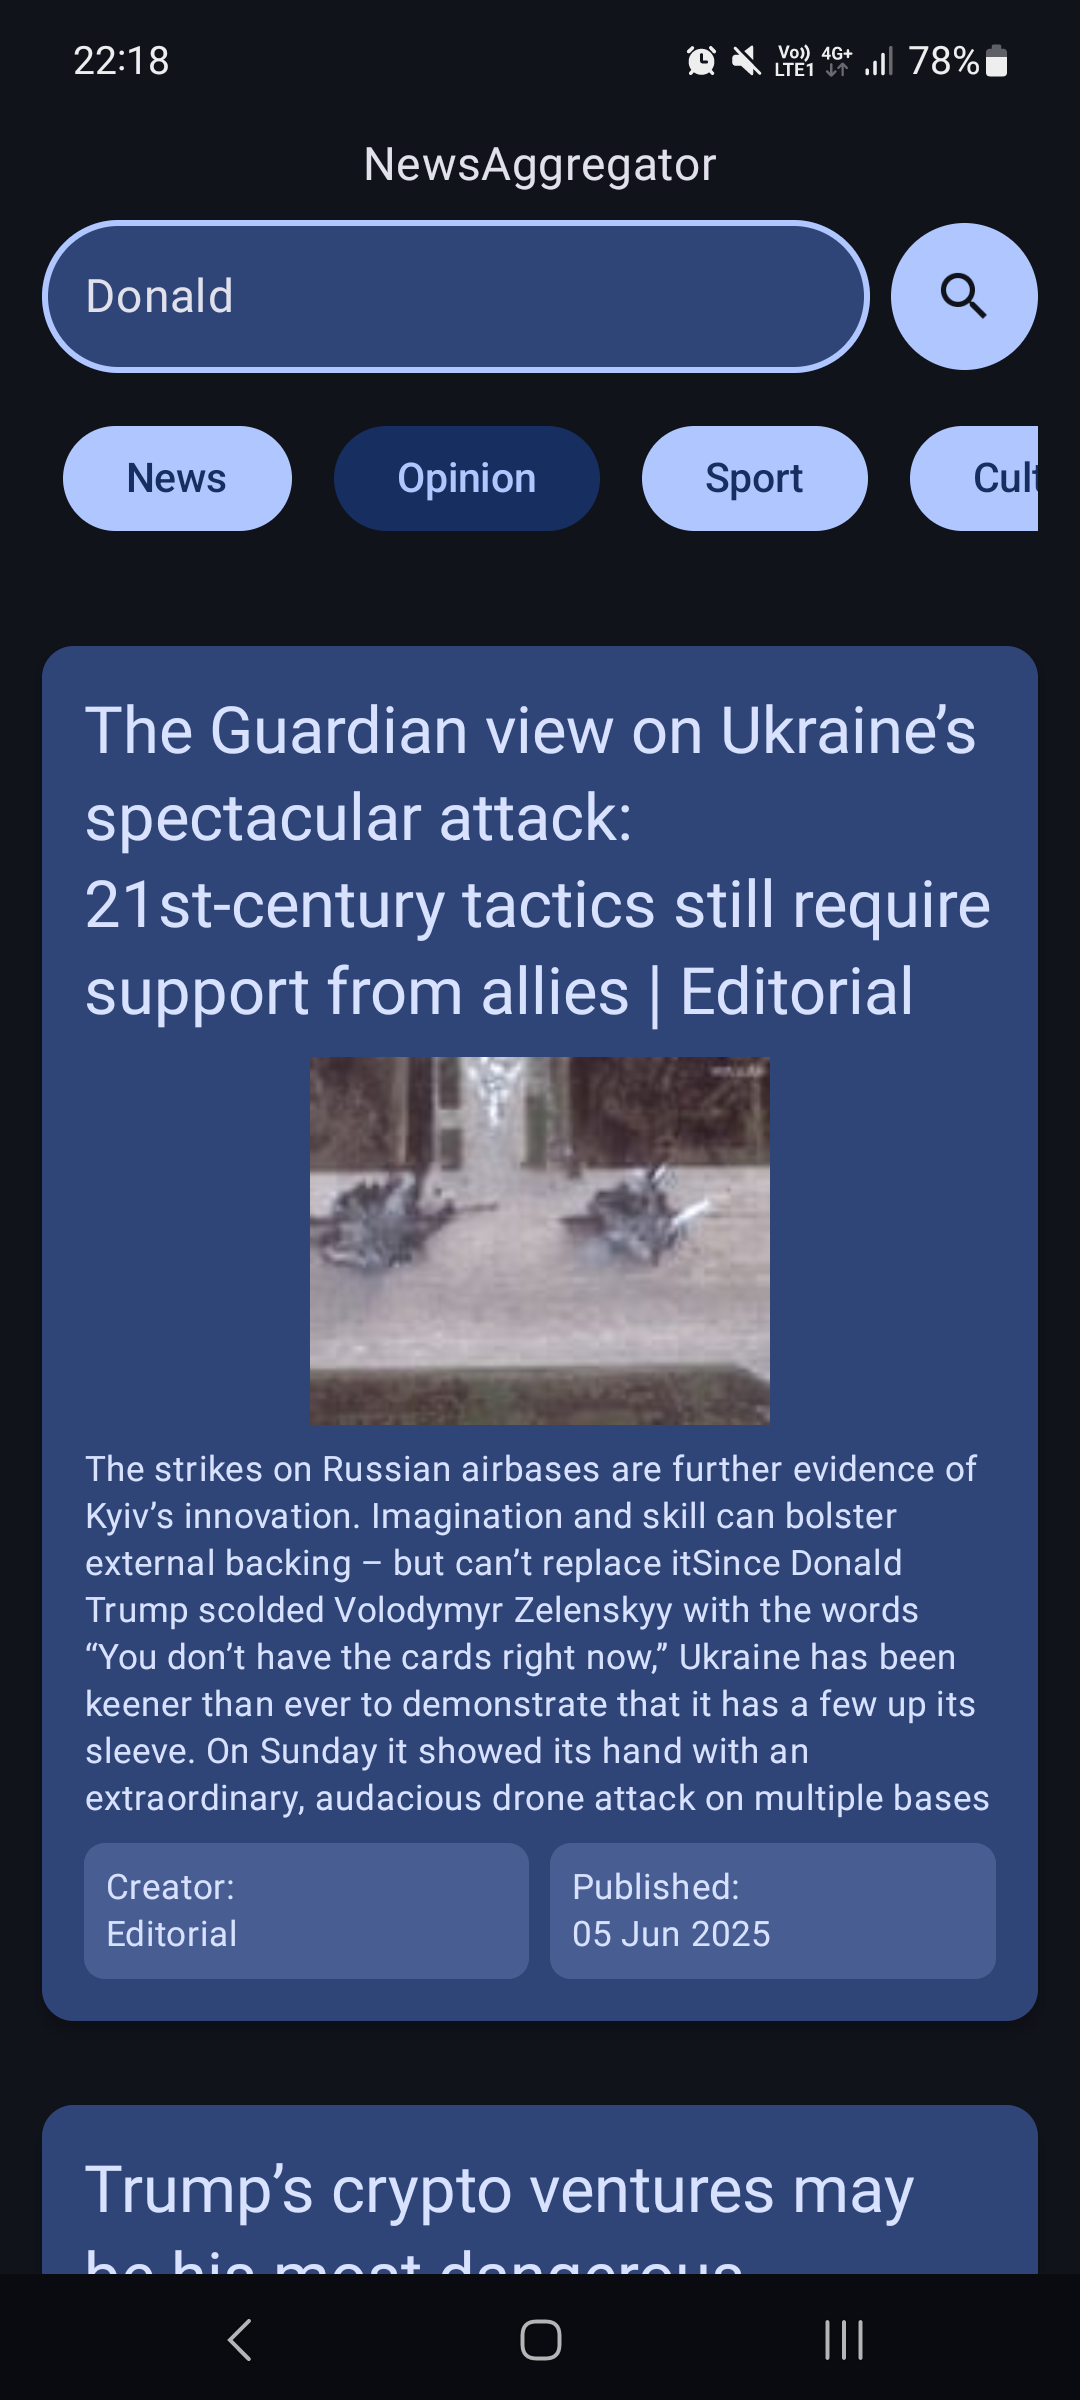 22:18
Vo)) LTE1 4G+ 78%
NewsAggregator
Donald
News Opinion Sport Cult
The Guardian view on Ukraine’s
spectacular attack:
21st-century tactics still require
support from allies | Editorial
The strikes on Russian airbases are further evidence of
Kyiv’s innovation. Imagination and skill can bolster
external backing – but can’t replace itSince Donald
Trump scolded Volodymyr Zelenskyy with the words
“You don’t have the cards right now,” Ukraine has been
keener than ever to demonstrate that it has a few up its
sleeve. On Sunday it showed its hand with an
extraordinary, audacious drone attack on multiple bases
Creator:
Editorial
Published:
05 Jun 2025
Trump’s crypto ventures may
be his most dangerous